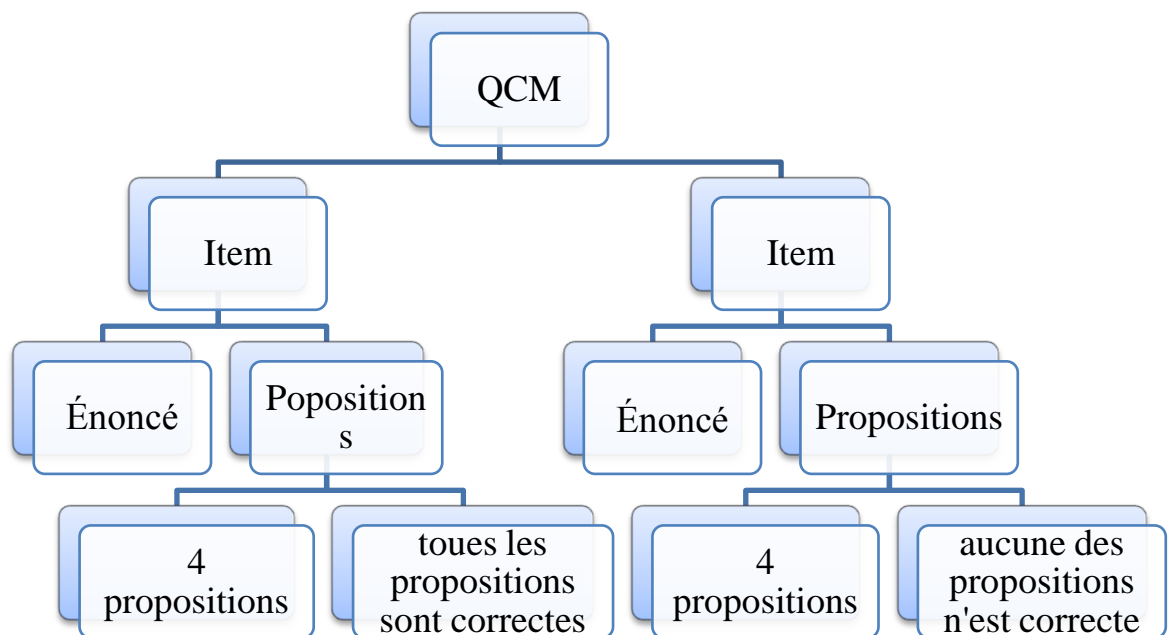 QCM
Item
Item
Énoncé
Poposition
s
Énoncé
Propositions
4
propositions
toues les
propositions
sont correctes
4
propositions
aucune des
propositions
n'est correcte